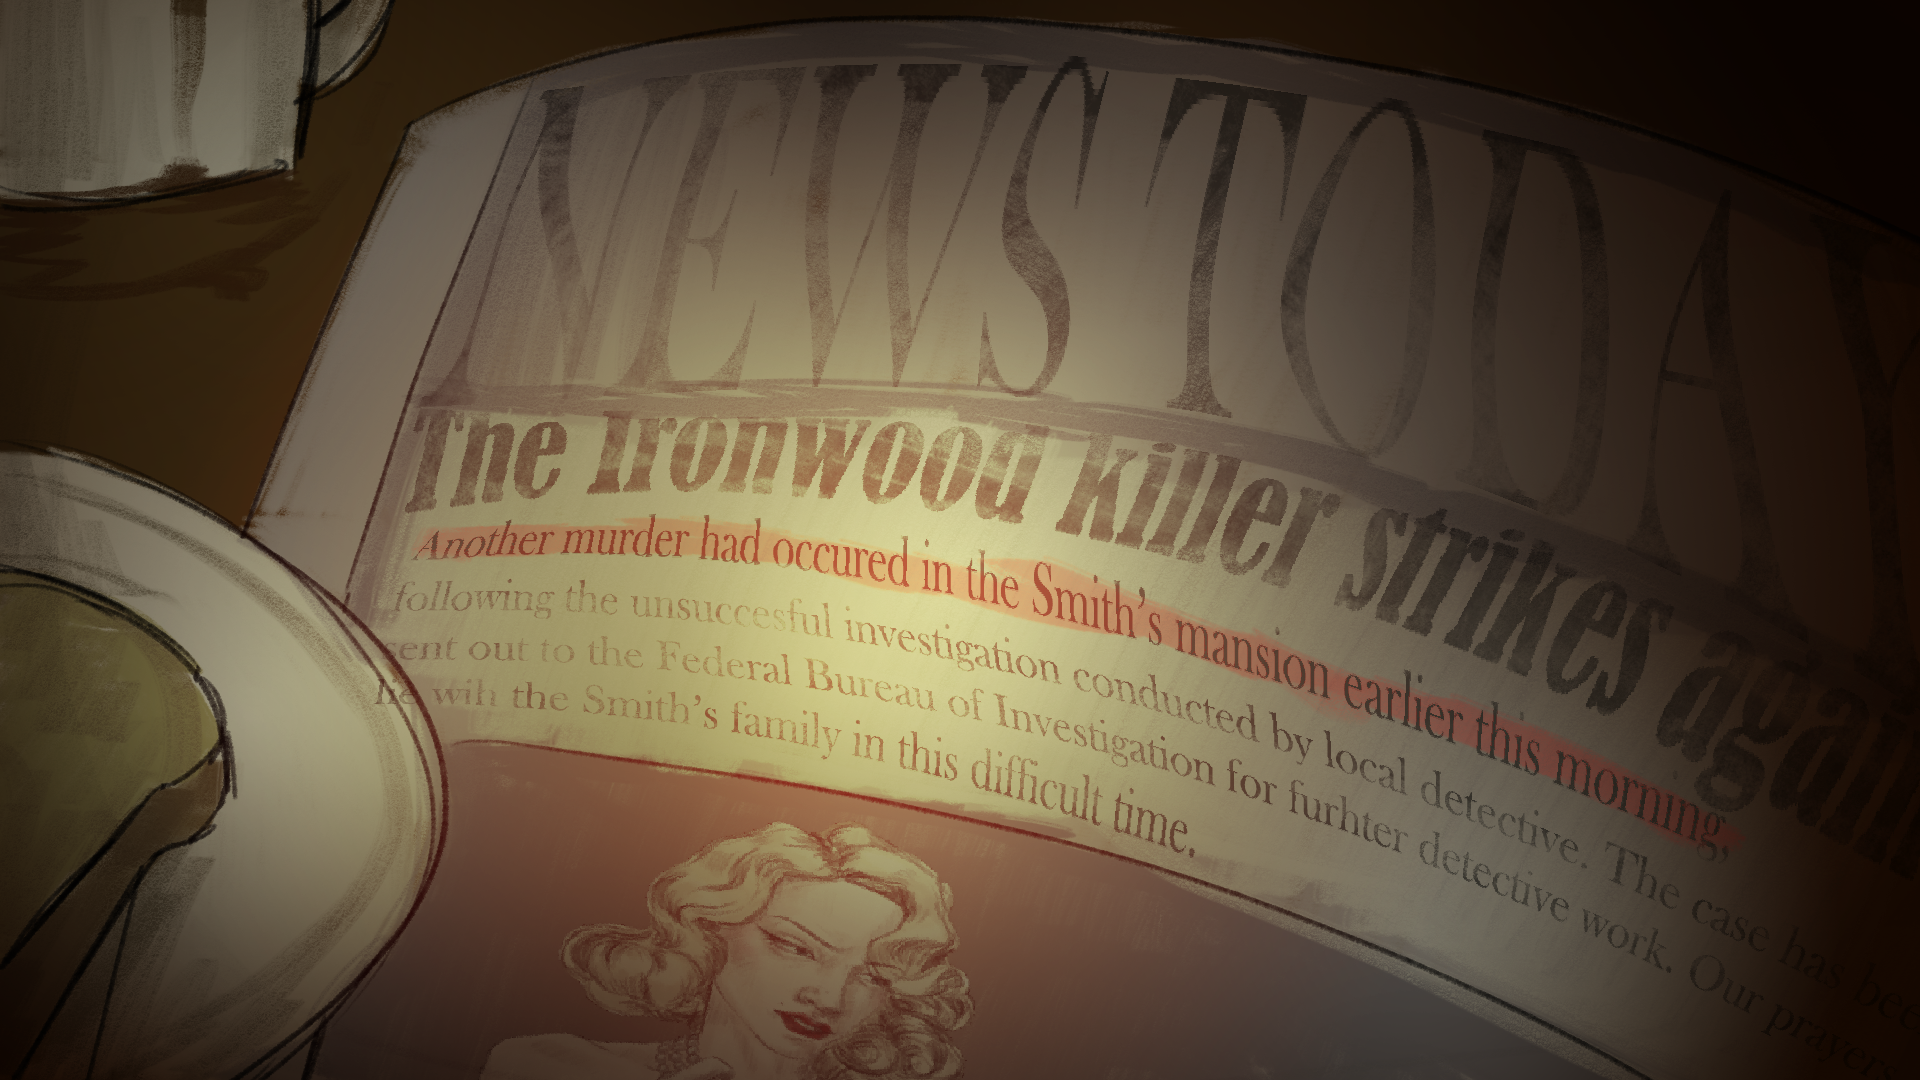 NEWS TODAY
The Ironwood killer strikes again
Another murder had occured in the Smith's mansion earlier this morning,
following the unsuccesful investigation conducted by local detective. The case has been
sent out to the Federal Bureau of Investigation for furhter detective work. Our prayers
lie wih the Smith's family in this difficult time.